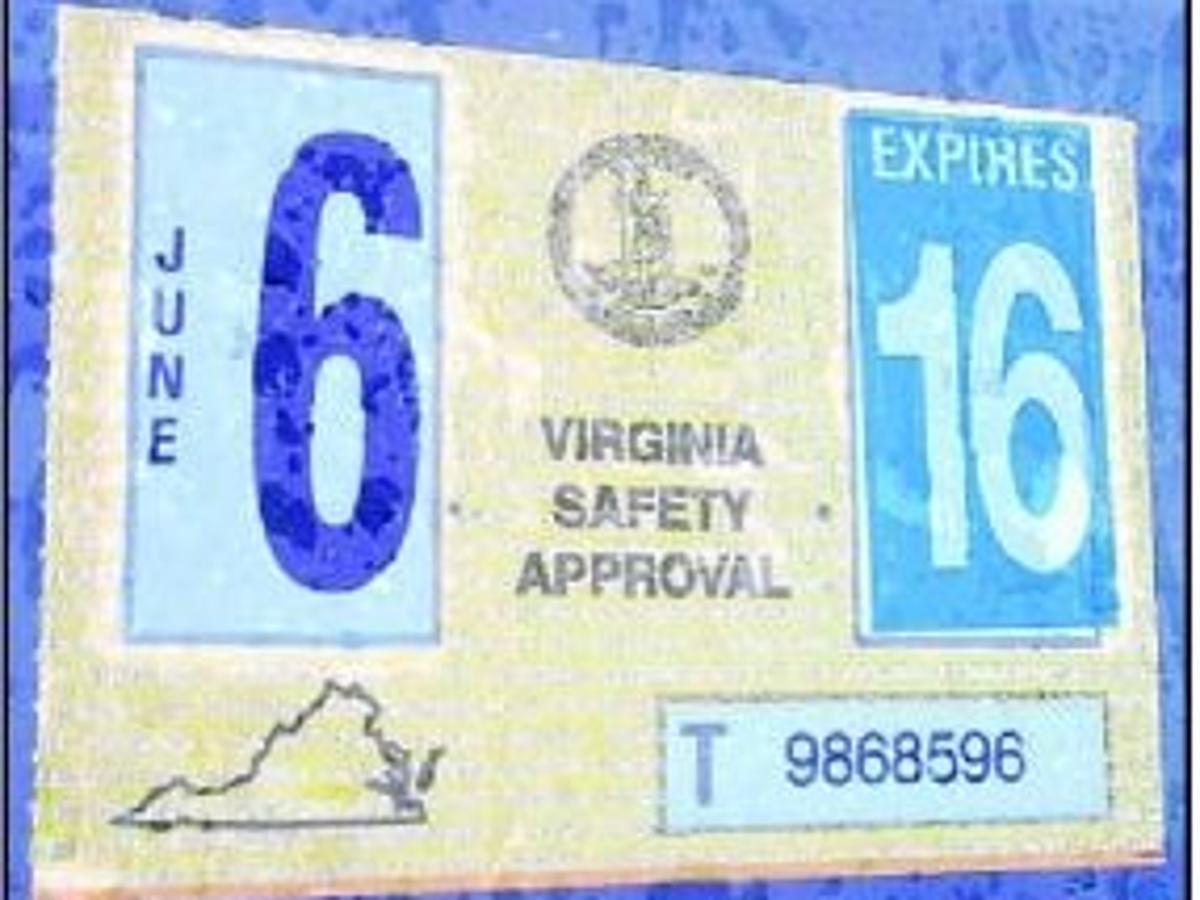 JUNE
6
VIRGINIA
SAFETY
APPROVAL
EXPIRES
16
T 9868596